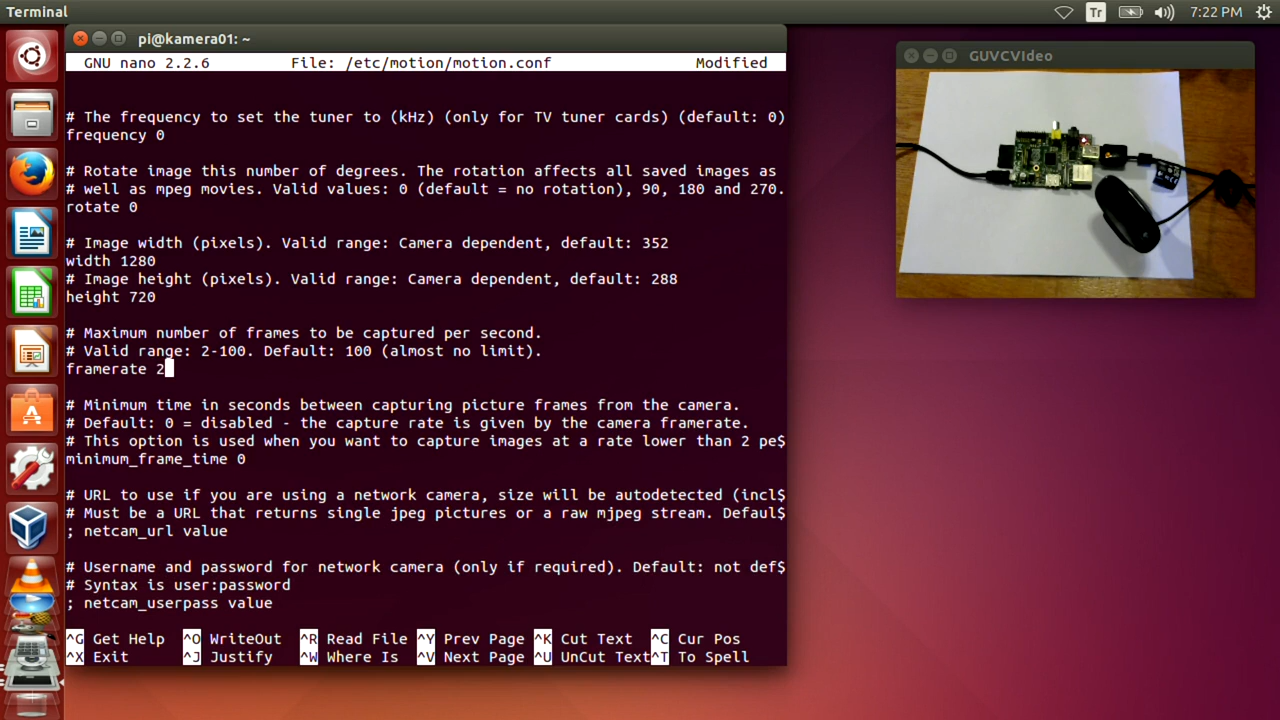 Terminal
Tr
7:22 PM
pi@kamera01: ~
GNU nano 2.2.6 File: /etc/motion/motion.conf Modified
# The frequency to set the tuner to (kHz) (only for TV tuner cards) (default: 0)
frequency 0
# Rotate image this number of degrees. The rotation affects all saved images as
# well as mpeg movies. Valid values: 0 (default = no rotation), 90, 180 and 270.
rotate 0
# Image width (pixels). Valid range: Camera dependent, default: 352
width 1280
# Image height (pixels). Valid range: Camera dependent, default: 288
height 720
# Maximum number of frames to be captured per second.
# Valid range: 2-100. Default: 100 (almost no limit).
framerate 2
# Minimum time in seconds between capturing picture frames from the camera.
# Default: 0 = disabled - the capture rate is given by the camera framerate.
# This option is used when you want to capture images at a rate lower than 2 pe$
minimum_frame_time 0
# URL to use if you are using a network camera, size will be autodetected (incl$
# Must be a URL that returns single jpeg pictures or a raw mjpeg stream. Defaul$
; netcam_url value
# Username and password for network camera (only if required). Default: not def$
# Syntax is user:password
; netcam_userpass value
^G Get Help ^O WriteOut ^R Read File ^Y Prev Page ^K Cut Text ^C Cur Pos
^X Exit ^J Justify ^W Where Is ^V Next Page ^U UnCut Text ^T To Spell
GUVCVIdeo